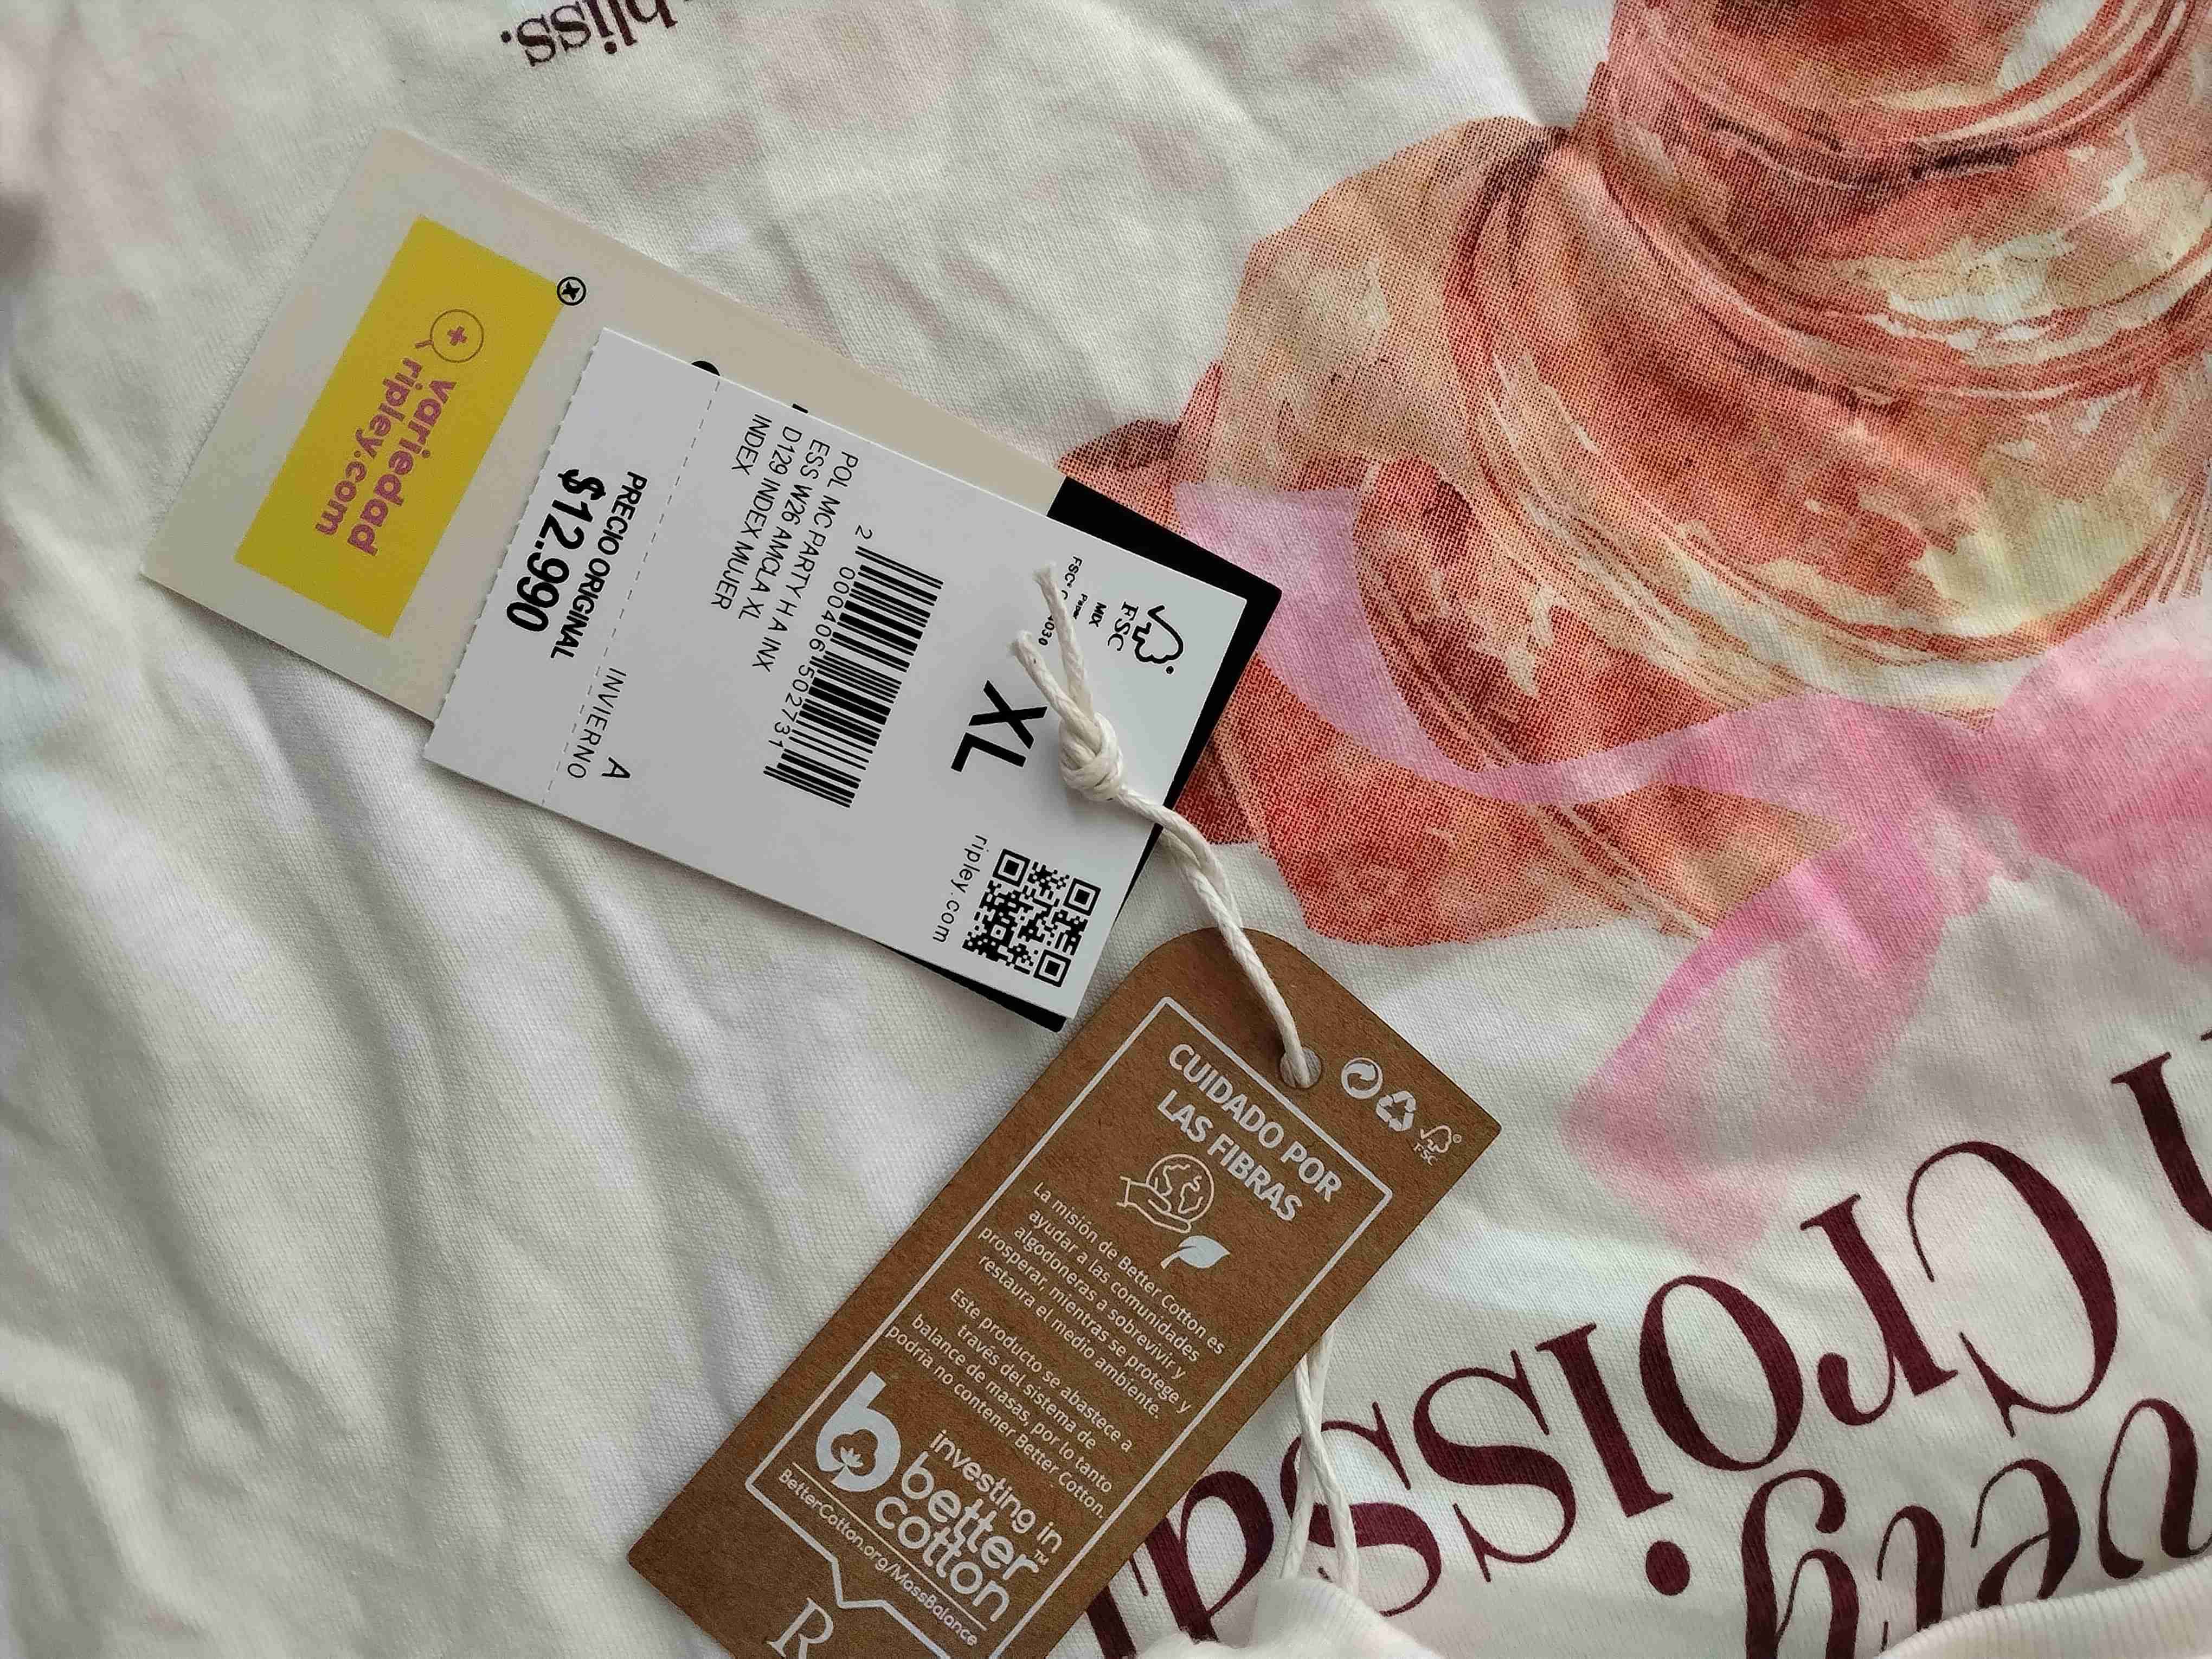 bliss.
variedad
ripley.com
PRECIO ORIGINAL
$12.990
A
INVIERNO
POL MC PARTY H A INX
ESS W26 AMCLA XL
D129 INDEX MUJER
INDEX
2 000406 502731
XL
FSC
MIX
ripley.com
FSC
CUIDADO POR
LAS FIBRAS
La misión de Better Cotton es
ayudar a las comunidades
algodoneras a sobrevivir y
prosperar, mientras se protege y
restaura el medio ambiente.
Este producto se abastece a
través del sistema de
balance de masas, por lo tanto
podría no contener Better Cotton.
investing in
better
cotton™
BetterCotton.org/MassBalance
R